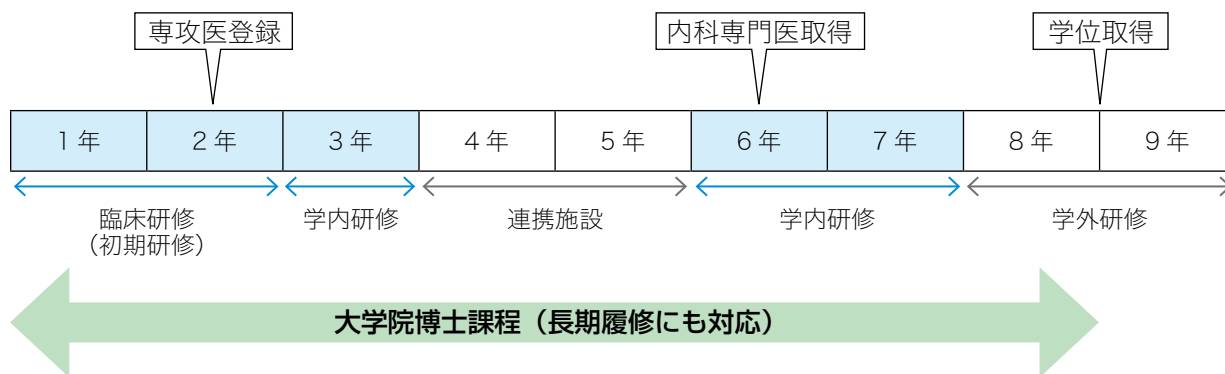 専攻医登録
内科専門医取得
学位取得
1年
2年
3年
4年
5年
6年
7年
8年
9年
臨床研修
（初期研修）
学内研修
連携施設
学内研修
学外研修
大学院博士課程（長期履修にも対応）